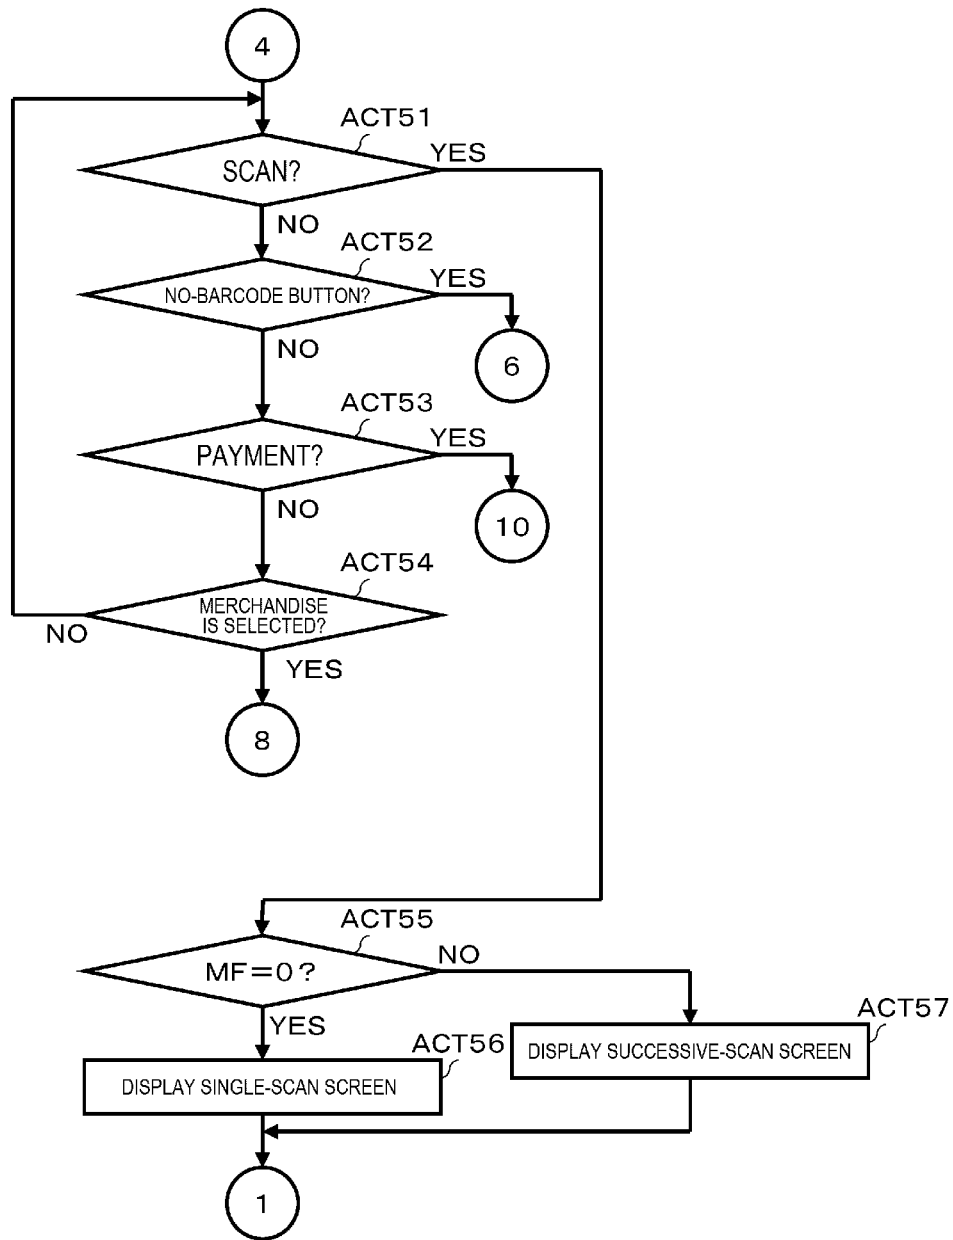 4
ACT51
SCAN?
YES
NO
ACT52
NO-BARCODE BUTTON?
YES
6
NO
ACT53
PAYMENT?
YES
10
NO
ACT54
MERCHANDISE
IS SELECTED?
NO
YES
8
ACT55
MF=0?
NO
YES
ACT56
DISPLAY SINGLE-SCAN SCREEN
ACT57
DISPLAY SUCCESSIVE-SCAN SCREEN
1